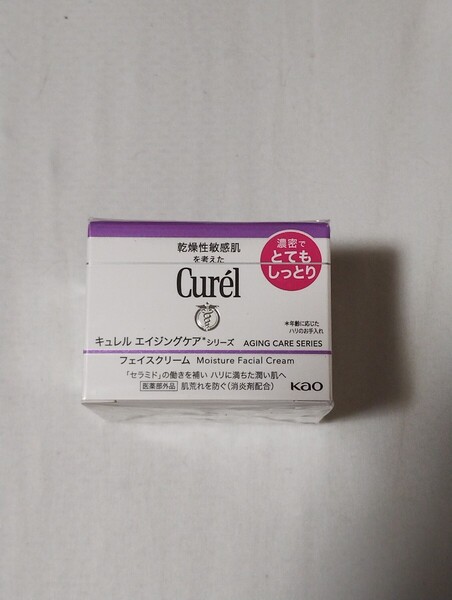 乾燥性敏感肌
を考えた
Curél
濃密で
とても
しっとり
*年齢に応じた
ハリのお手入れ
キュレル エイジングケア*シリーズ AGING CARE SERIES
フェイスクリーム Moisture Facial Cream
「セラミド」の働きを補い ハリに満ちた潤い肌へ
医薬部外品 肌荒れを防ぐ(消炎剤配合)
Kao